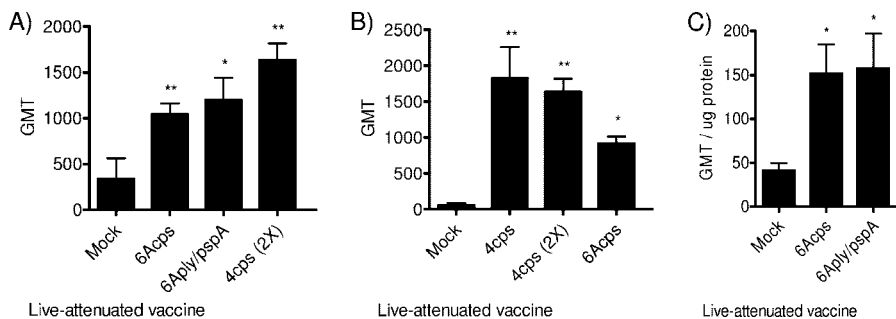 A)
GMT
2000
1500
1000
500
0
**
*
**
Mock
6Acps
6Aply/pspA
4cps (2X)
Live-attenuated vaccine
B)
GMT
2500
2000
1500
1000
500
0
**
**
*
Mock
4cps
4cps (2X)
6Acps
Live-attenuated vaccine
C)
GMT / ug protein
200
150
100
50
0
*
*
Mock
6Acps
6Aply/pspA
Live-attenuated vaccine